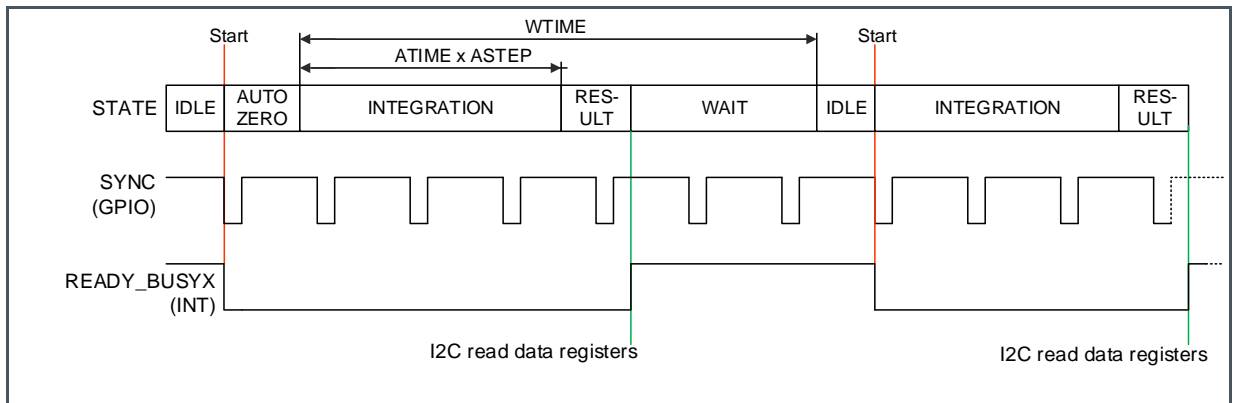 WTIME
Start
Start
ATIME x ASTEP
STATE
IDLE
AUTO
ZERO
INTEGRATION
RES-
ULT
WAIT
IDLE
INTEGRATION
RES-
ULT
SYNC
(GPIO)
READY_BUSYX
(INT)
I2C read data registers
I2C read data registers